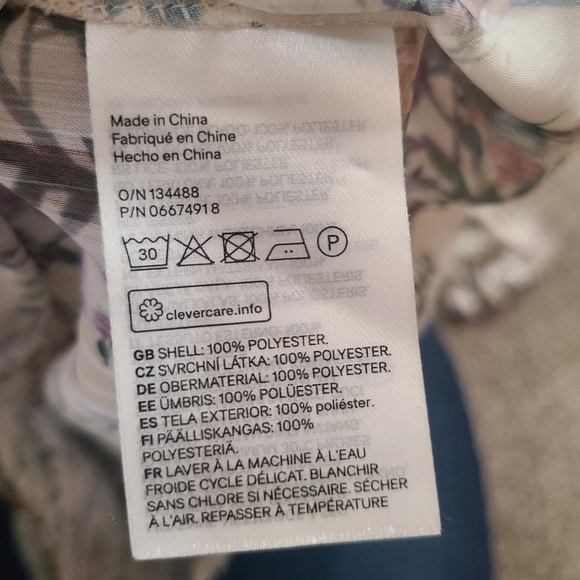 Made in China
Fabriqué en Chine
Hecho en China
O/N 134488
P/N 06674918
30
P
clevercare.info
GB SHELL: 100% POLYESTER.
CZ SVRCHNÍ LÁTKA: 100% POLYESTER.
DE OBERMATERIAL: 100% POLYESTER.
EE ÜMBRIS: 100% POLÜESTER.
ES TELA EXTERIOR: 100% poliéster.
FI PÄÄLLISKANGAS: 100%
POLYESTERIÄ.
FR LAVER À LA MACHINE À L'EAU
FROIDE CYCLE DÉLICAT. BLANCHIR
SANS CHLORE SI NÉCESSAIRE. SÉCHER
À L'AIR. REPASSER À TEMPÉRATURE